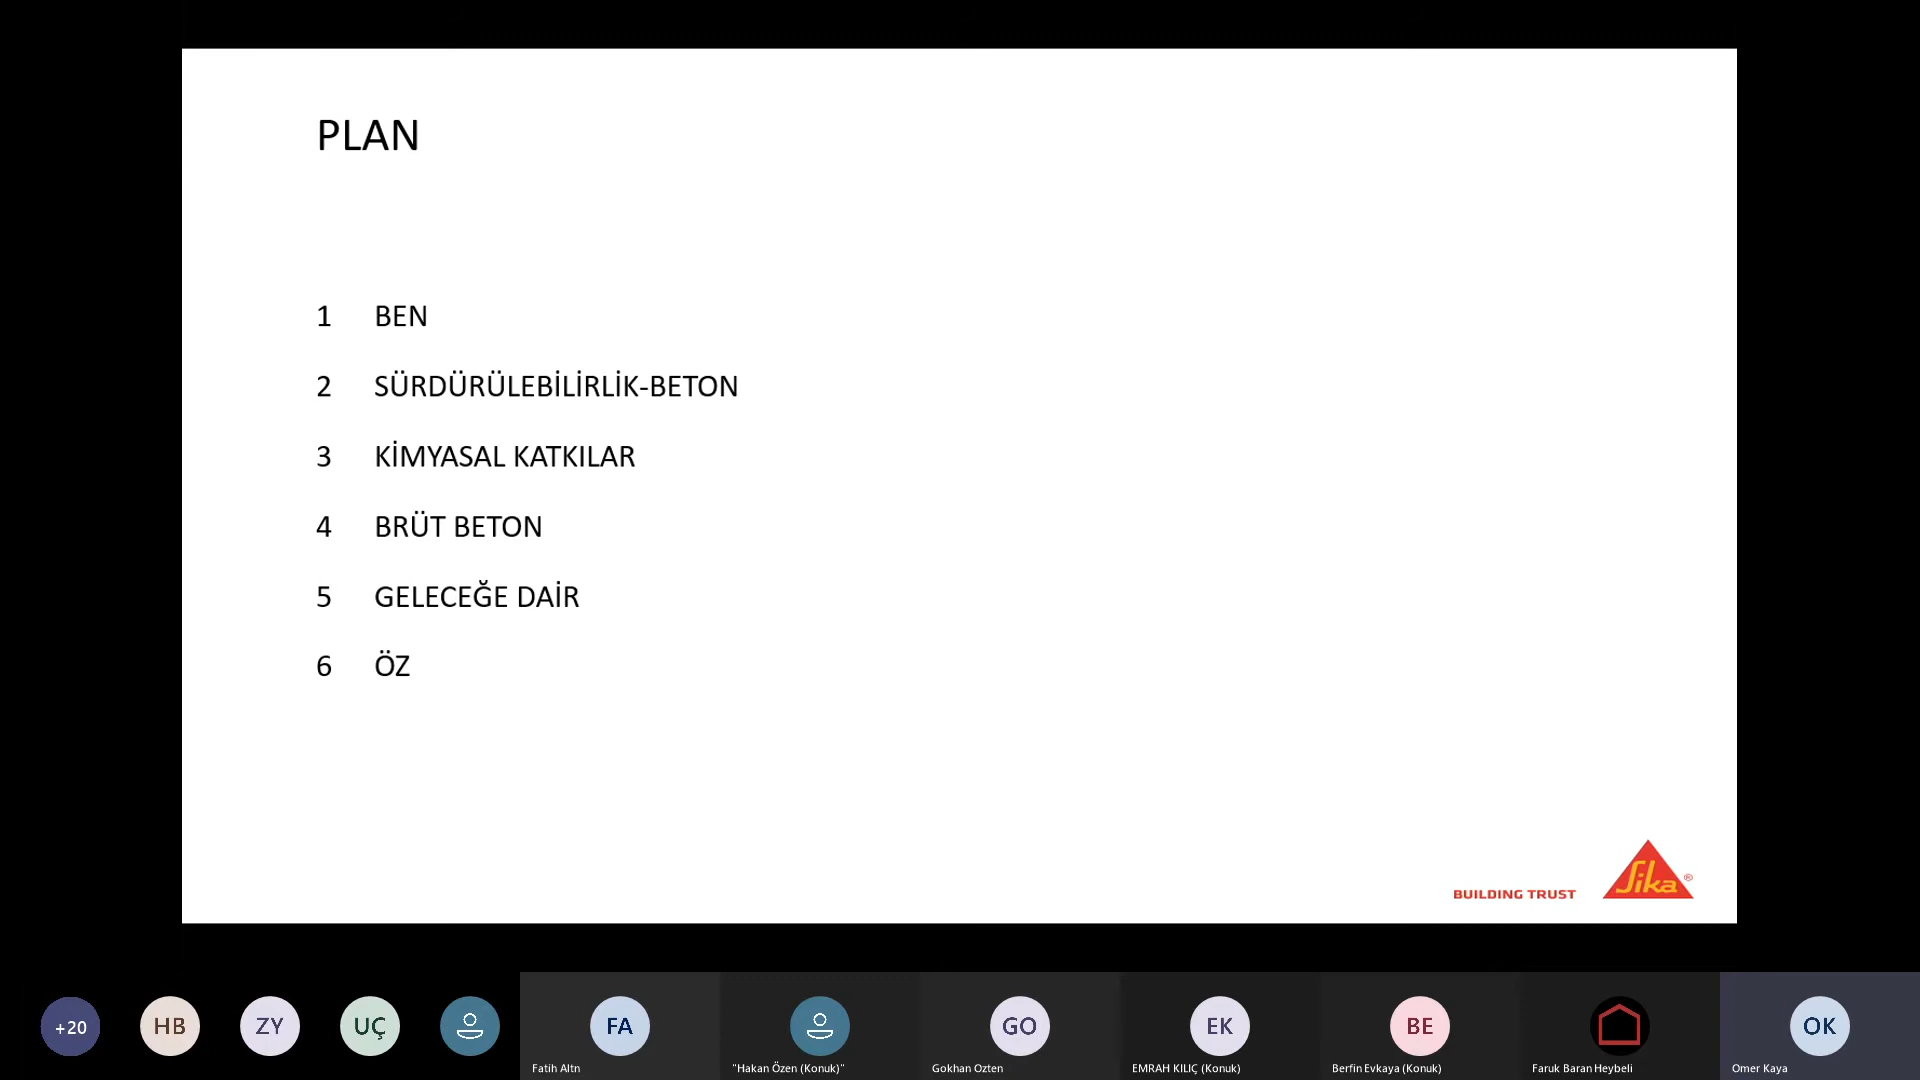 PLAN
1 BEN
2 SÜRDÜRÜLEBİLİRLİK-BETON
3 KİMYASAL KATKILAR
4 BRÜT BETON
5 GELECEĞE DAİR
6 ÖZ
BUILDING TRUST Sika®
+20 HB ZY UÇ FA GO EK BE OK
Fatih Altn "Hakan Özen (Konuk)" Gokhan Ozten EMRAH KILIÇ (Konuk) Berfin Evkaya (Konuk) Faruk Baran Heybeli Omer Kaya